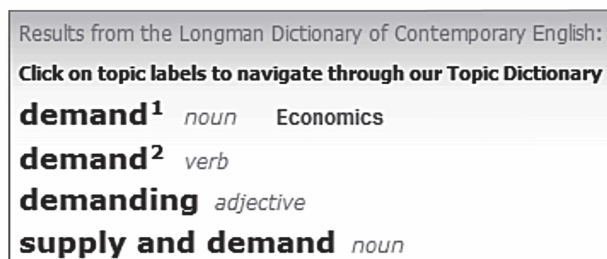 Results from the Longman Dictionary of Contemporary English:
Click on topic labels to navigate through our Topic Dictionary
demand¹ noun Economics
demand² verb
demanding adjective
supply and demand noun